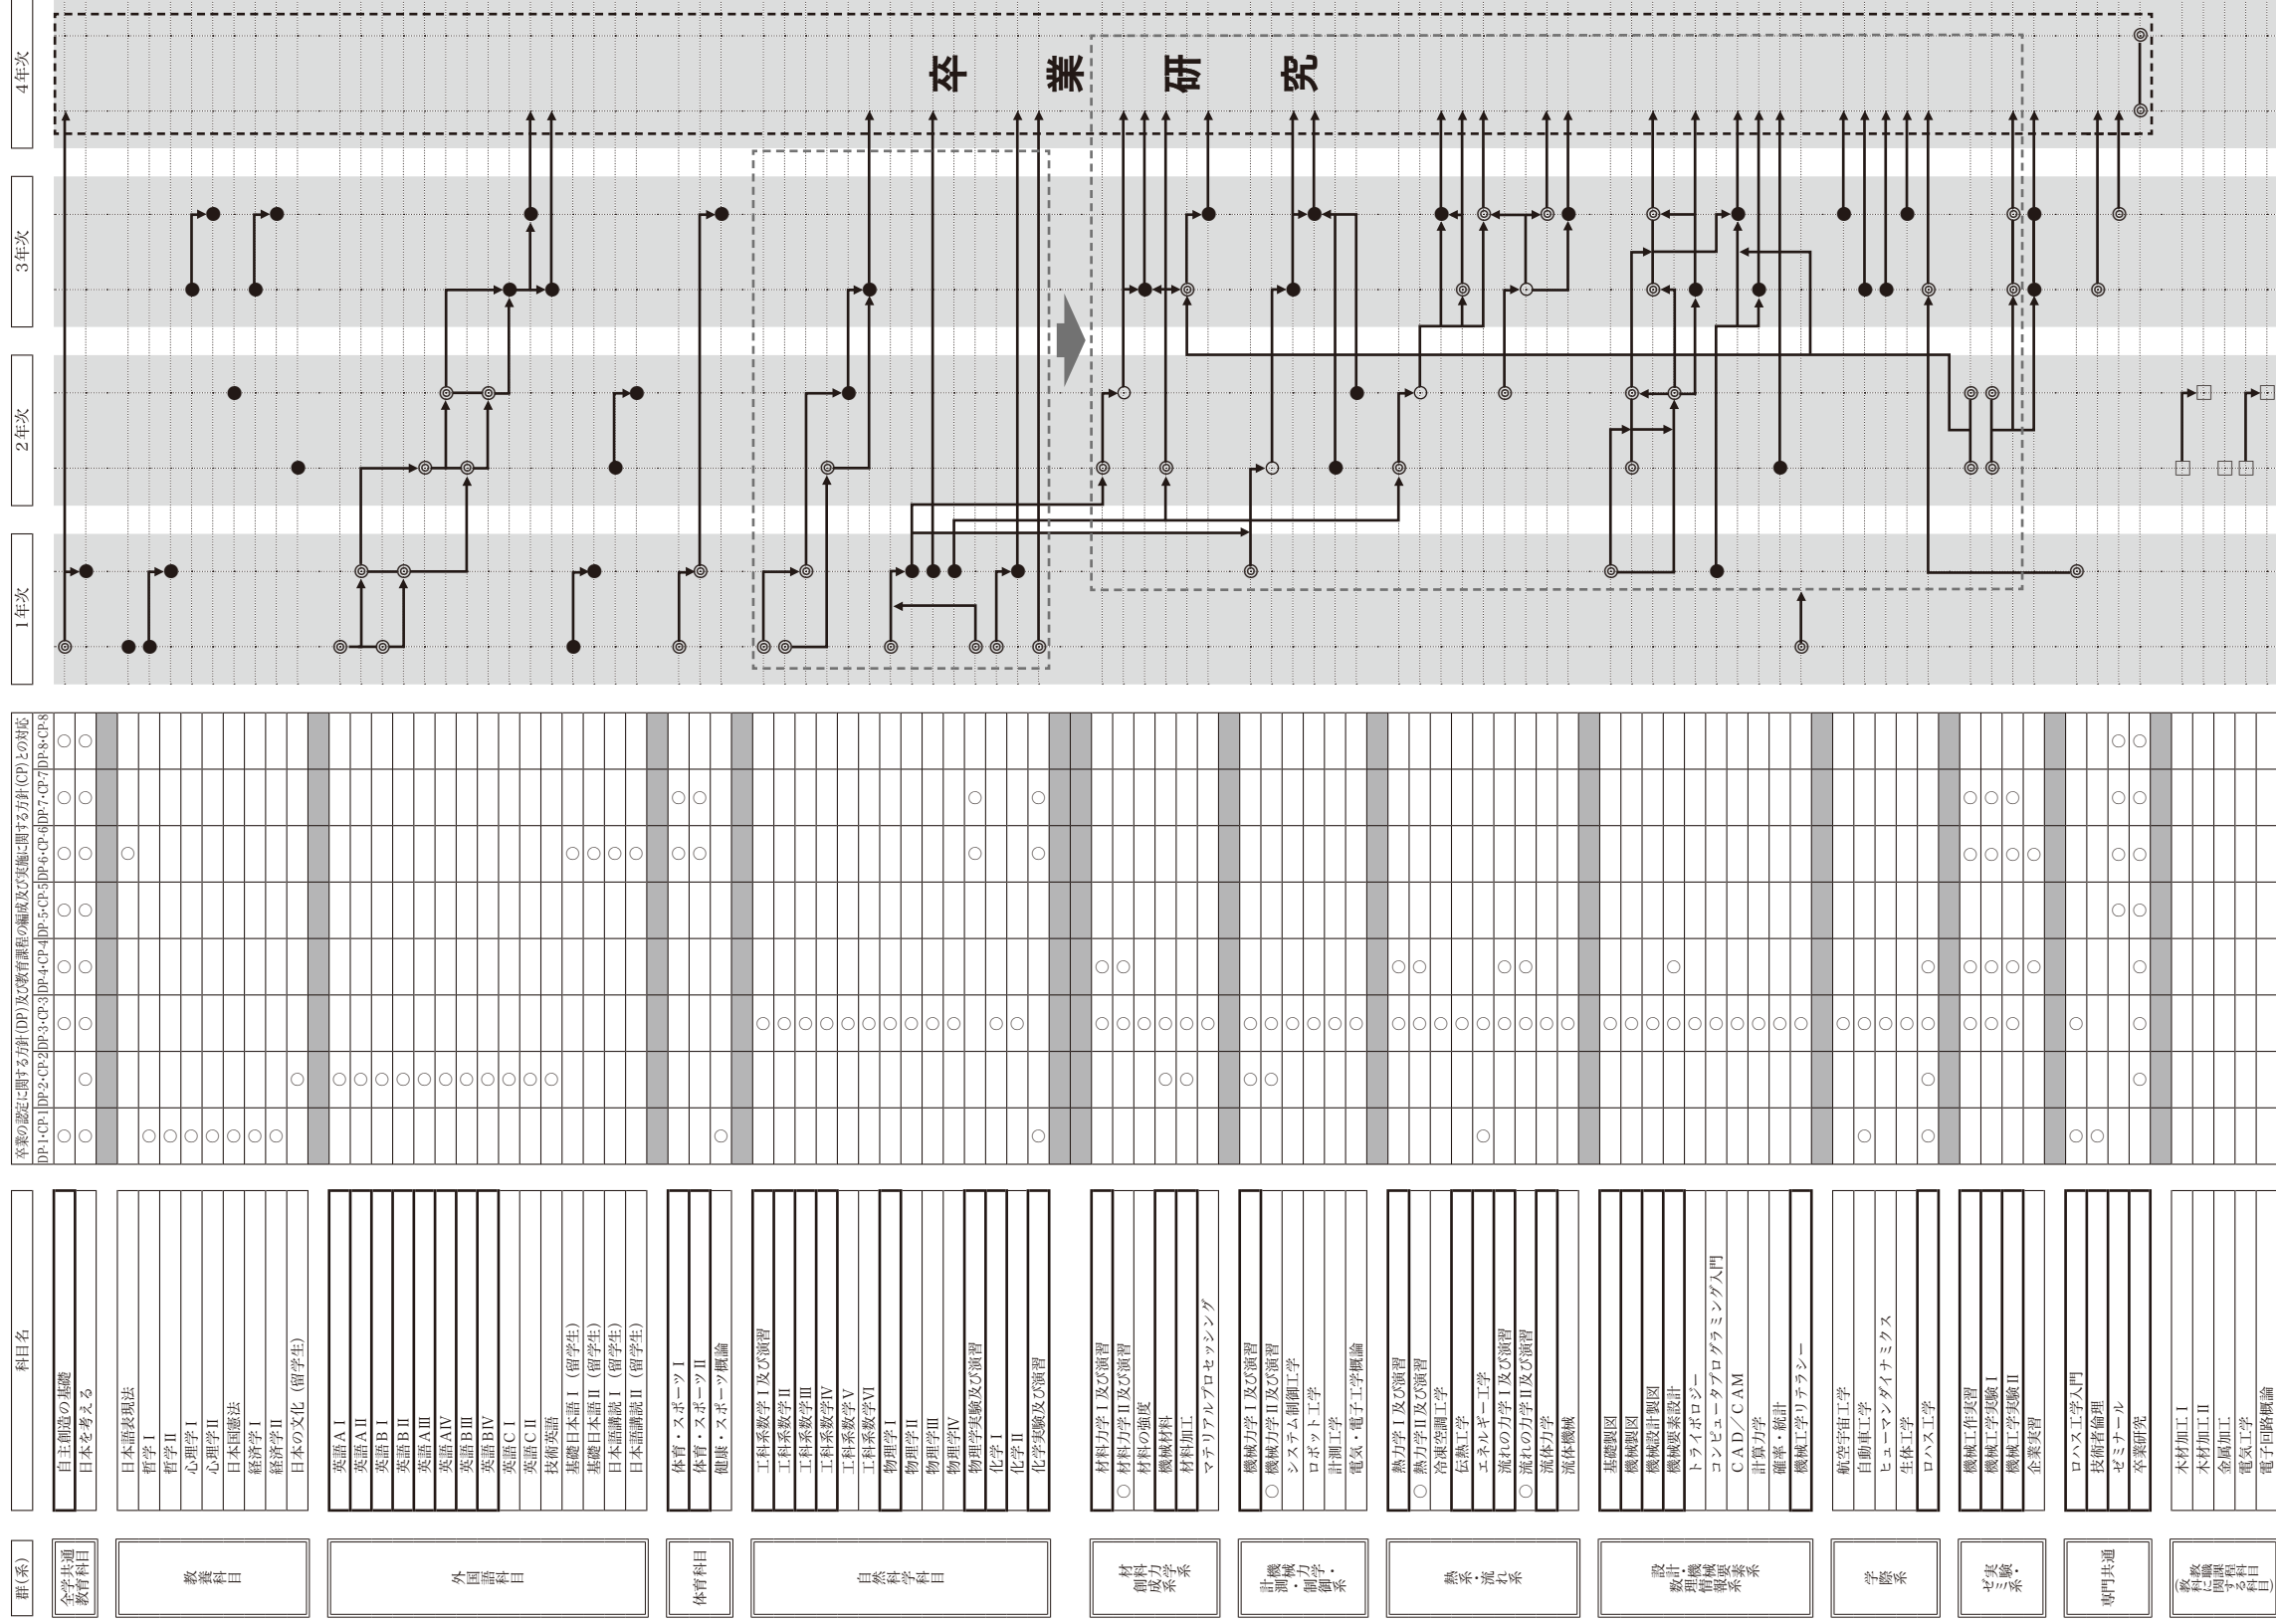 群(系)
科目名
卒業の認定に関する方針(DP)及び教育課程の編成及び実施に関する方針(CP)との対応
DP-1・CP-1
DP-2・CP-2
DP-3・CP-3
DP-4・CP-4
DP-5・CP-5
DP-6・CP-6
DP-7・CP-7
DP-8・CP-8
1年次
2年次
3年次
4年次
全学共通
教育科目
自主創造の基礎
日本を考える
教養科目
日本語表現法
哲学Ⅰ
哲学Ⅱ
心理学Ⅰ
心理学Ⅱ
日本国憲法
経済学Ⅰ
経済学Ⅱ
日本の文化（留学生）
外国語科目
英語AⅠ
英語AⅡ
英語BⅠ
英語BⅡ
英語AⅢ
英語AⅣ
英語BⅢ
英語BⅣ
英語CⅠ
英語CⅡ
技術英語
基礎日本語Ⅰ（留学生）
基礎日本語Ⅱ（留学生）
日本語講読Ⅰ（留学生）
日本語講読Ⅱ（留学生）
体育科目
体育・スポーツⅠ
体育・スポーツⅡ
健康・スポーツ概論
自然科学科目
工科系数学Ⅰ及び演習
工科系数学Ⅱ
工科系数学Ⅲ
工科系数学Ⅳ
工科系数学Ⅴ
工科系数学Ⅵ
物理学Ⅰ
物理学Ⅱ
物理学Ⅲ
物理学Ⅳ
物理学実験及び演習
化学Ⅰ
化学Ⅱ
化学実験及び演習
材料力学
創成系
材料力学Ⅰ及び演習
○材料力学Ⅱ及び演習
材料の強度
機械材料
材料加工
マテリアルプロセッシング
機械力学・
計測・制御系
機械力学Ⅰ及び演習
○機械力学Ⅱ及び演習
システム制御工学
ロボット工学
計測工学
電気・電子工学概論
熱・流れ系
熱力学Ⅰ及び演習
○熱力学Ⅱ及び演習
冷凍空調工学
伝熱工学
エネルギー工学
流れの力学Ⅰ及び演習
○流れの力学Ⅱ及び演習
流体力学
流体機械
設計・機械要素系
数理情報系
基礎製図
機械製図
機械設計製図
機械要素設計
トライボロジー
コンピュータプログラミング入門
CAD／CAM
計算力学
確率・統計
機械工学リテラシー
学際系
航空宇宙工学
自動車工学
ヒューマンダイナミクス
生体工学
ロハス工学
実験・
ゼミ系
機械工作実習
機械工学実験Ⅰ
機械工学実験Ⅱ
企業実習
専門共通
ロハス工学入門
技術者倫理
ゼミナール
卒業研究
教職課程
(教科に関する科目)
木材加工Ⅰ
木材加工Ⅱ
金属加工
電気工学
電子回路概論
卒業研究